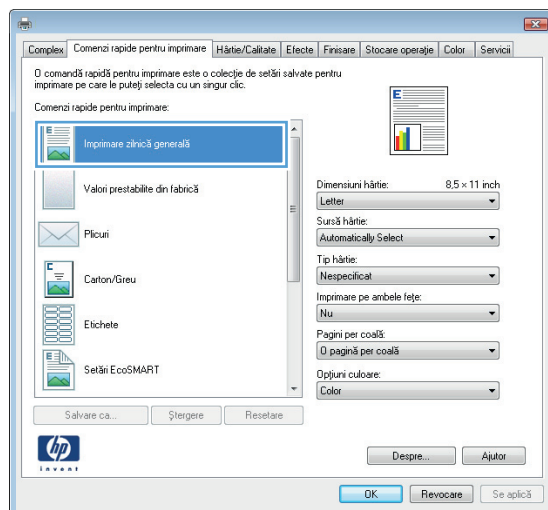 Complex Comenzi rapide pentru imprimare Hârtie/Calitate Efecte Finisare Stocare operaţie Color Servicii
O comandă rapidă pentru imprimare este o colecţie de setări salvate pentru
imprimare pe care le puteţi selecta cu un singur clic.
Comenzi rapide pentru imprimare:
E
Imprimare zilnică generală
Valori prestabilite din fabrică
Plicuri
Carton/Greu
Etichete
Setări EcoSMART
Salvare ca... Ştergere Resetare
E
Dimensiuni hârtie: 8,5 × 11 inch
Letter
Sursă hârtie:
Automatically Select
Tip hârtie:
Nespecificat
Imprimare pe ambele feţe:
Nu
Pagini per coală:
O pagină per coală
Opţiuni culoare:
Color
hp
invent
Despre... Ajutor
OK Revocare Se aplică